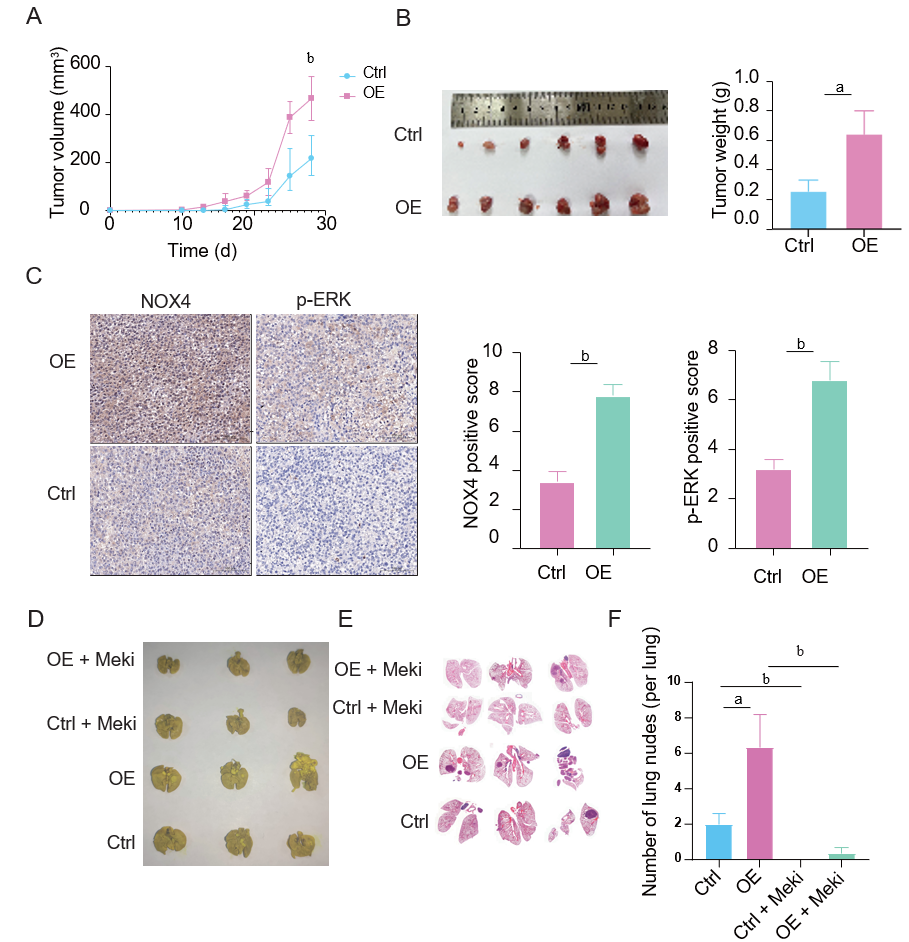 A
Tumor volume (mm³)
600
400
200
0
0
10
20
30
Time (d)
b
Ctrl
OE
B
Ctrl
OE
Tumor weight (g)
1.0
0.8
0.6
0.4
0.2
0.0
a
Ctrl
OE
C
NOX4
p-ERK
OE
Ctrl
NOX4 positive score
10
8
6
4
2
0
b
Ctrl
OE
p-ERK positive score
8
6
4
2
0
b
Ctrl
OE
D
OE + Meki
Ctrl + Meki
OE
Ctrl
E
OE + Meki
Ctrl + Meki
OE
Ctrl
F
Number of lung nudes (per lung)
10
8
6
4
2
0
b
b
a
Ctrl
OE
Ctrl + Meki
OE + Meki